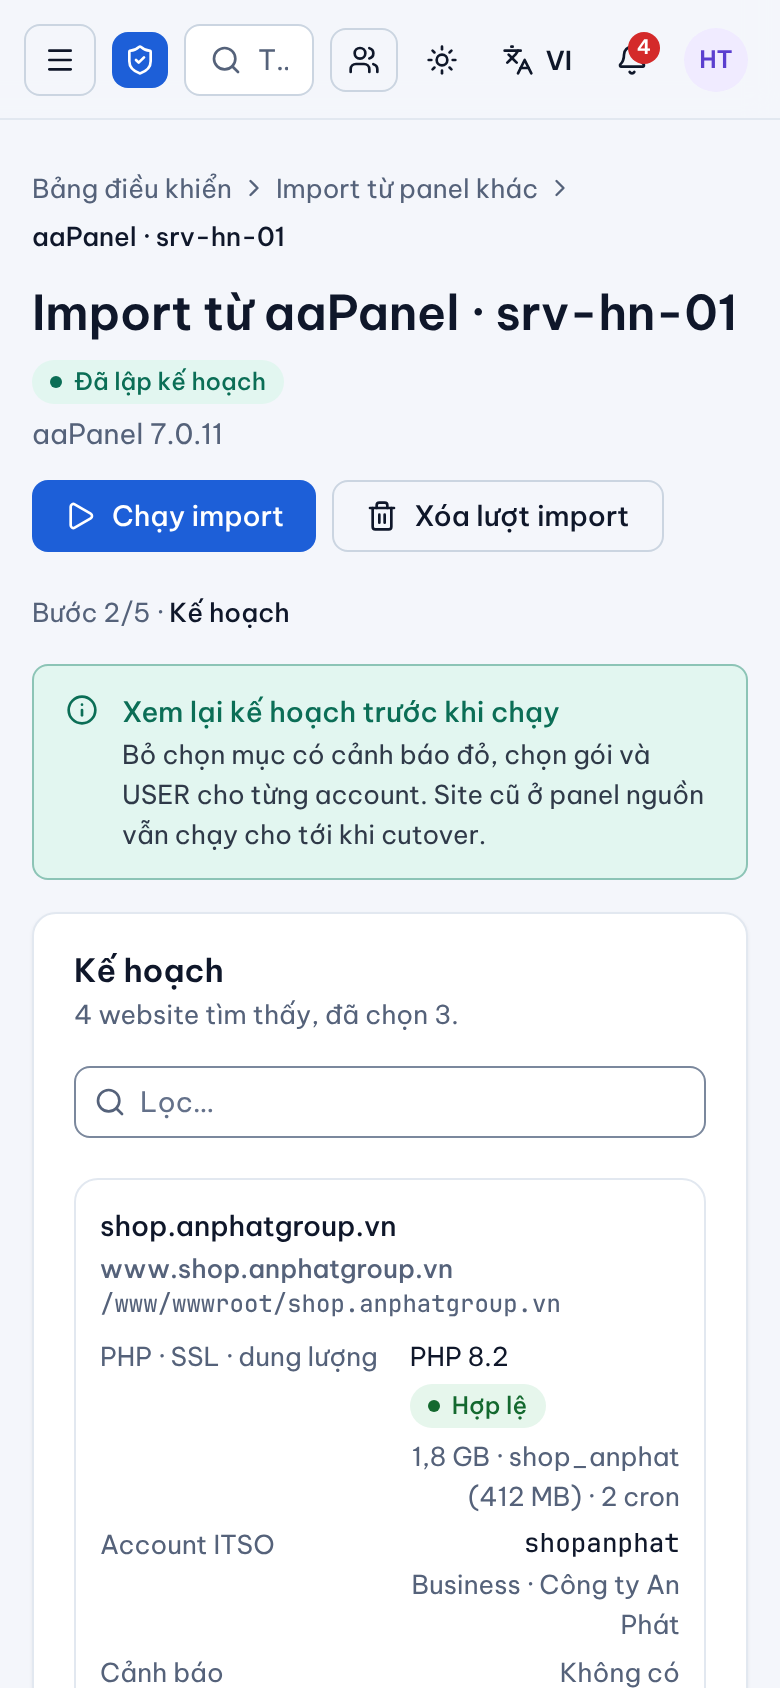 T..
VI
4
HT
Bảng điều khiển > Import từ panel khác >
aaPanel · srv-hn-01
Import từ aaPanel · srv-hn-01
Đã lập kế hoạch
aaPanel 7.0.11
Chạy import
Xóa lượt import
Bước 2/5 · Kế hoạch
Xem lại kế hoạch trước khi chạy
Bỏ chọn mục có cảnh báo đỏ, chọn gói và
USER cho từng account. Site cũ ở panel nguồn
vẫn chạy cho tới khi cutover.
Kế hoạch
4 website tìm thấy, đã chọn 3.
Lọc...
shop.anphatgroup.vn
www.shop.anphatgroup.vn
/www/wwwroot/shop.anphatgroup.vn
PHP · SSL · dung lượng
PHP 8.2
Hợp lệ
1,8 GB · shop_anphat
(412 MB) · 2 cron
Account ITSO
shopanphat
Business · Công ty An
Phát
Cảnh báo
Không có